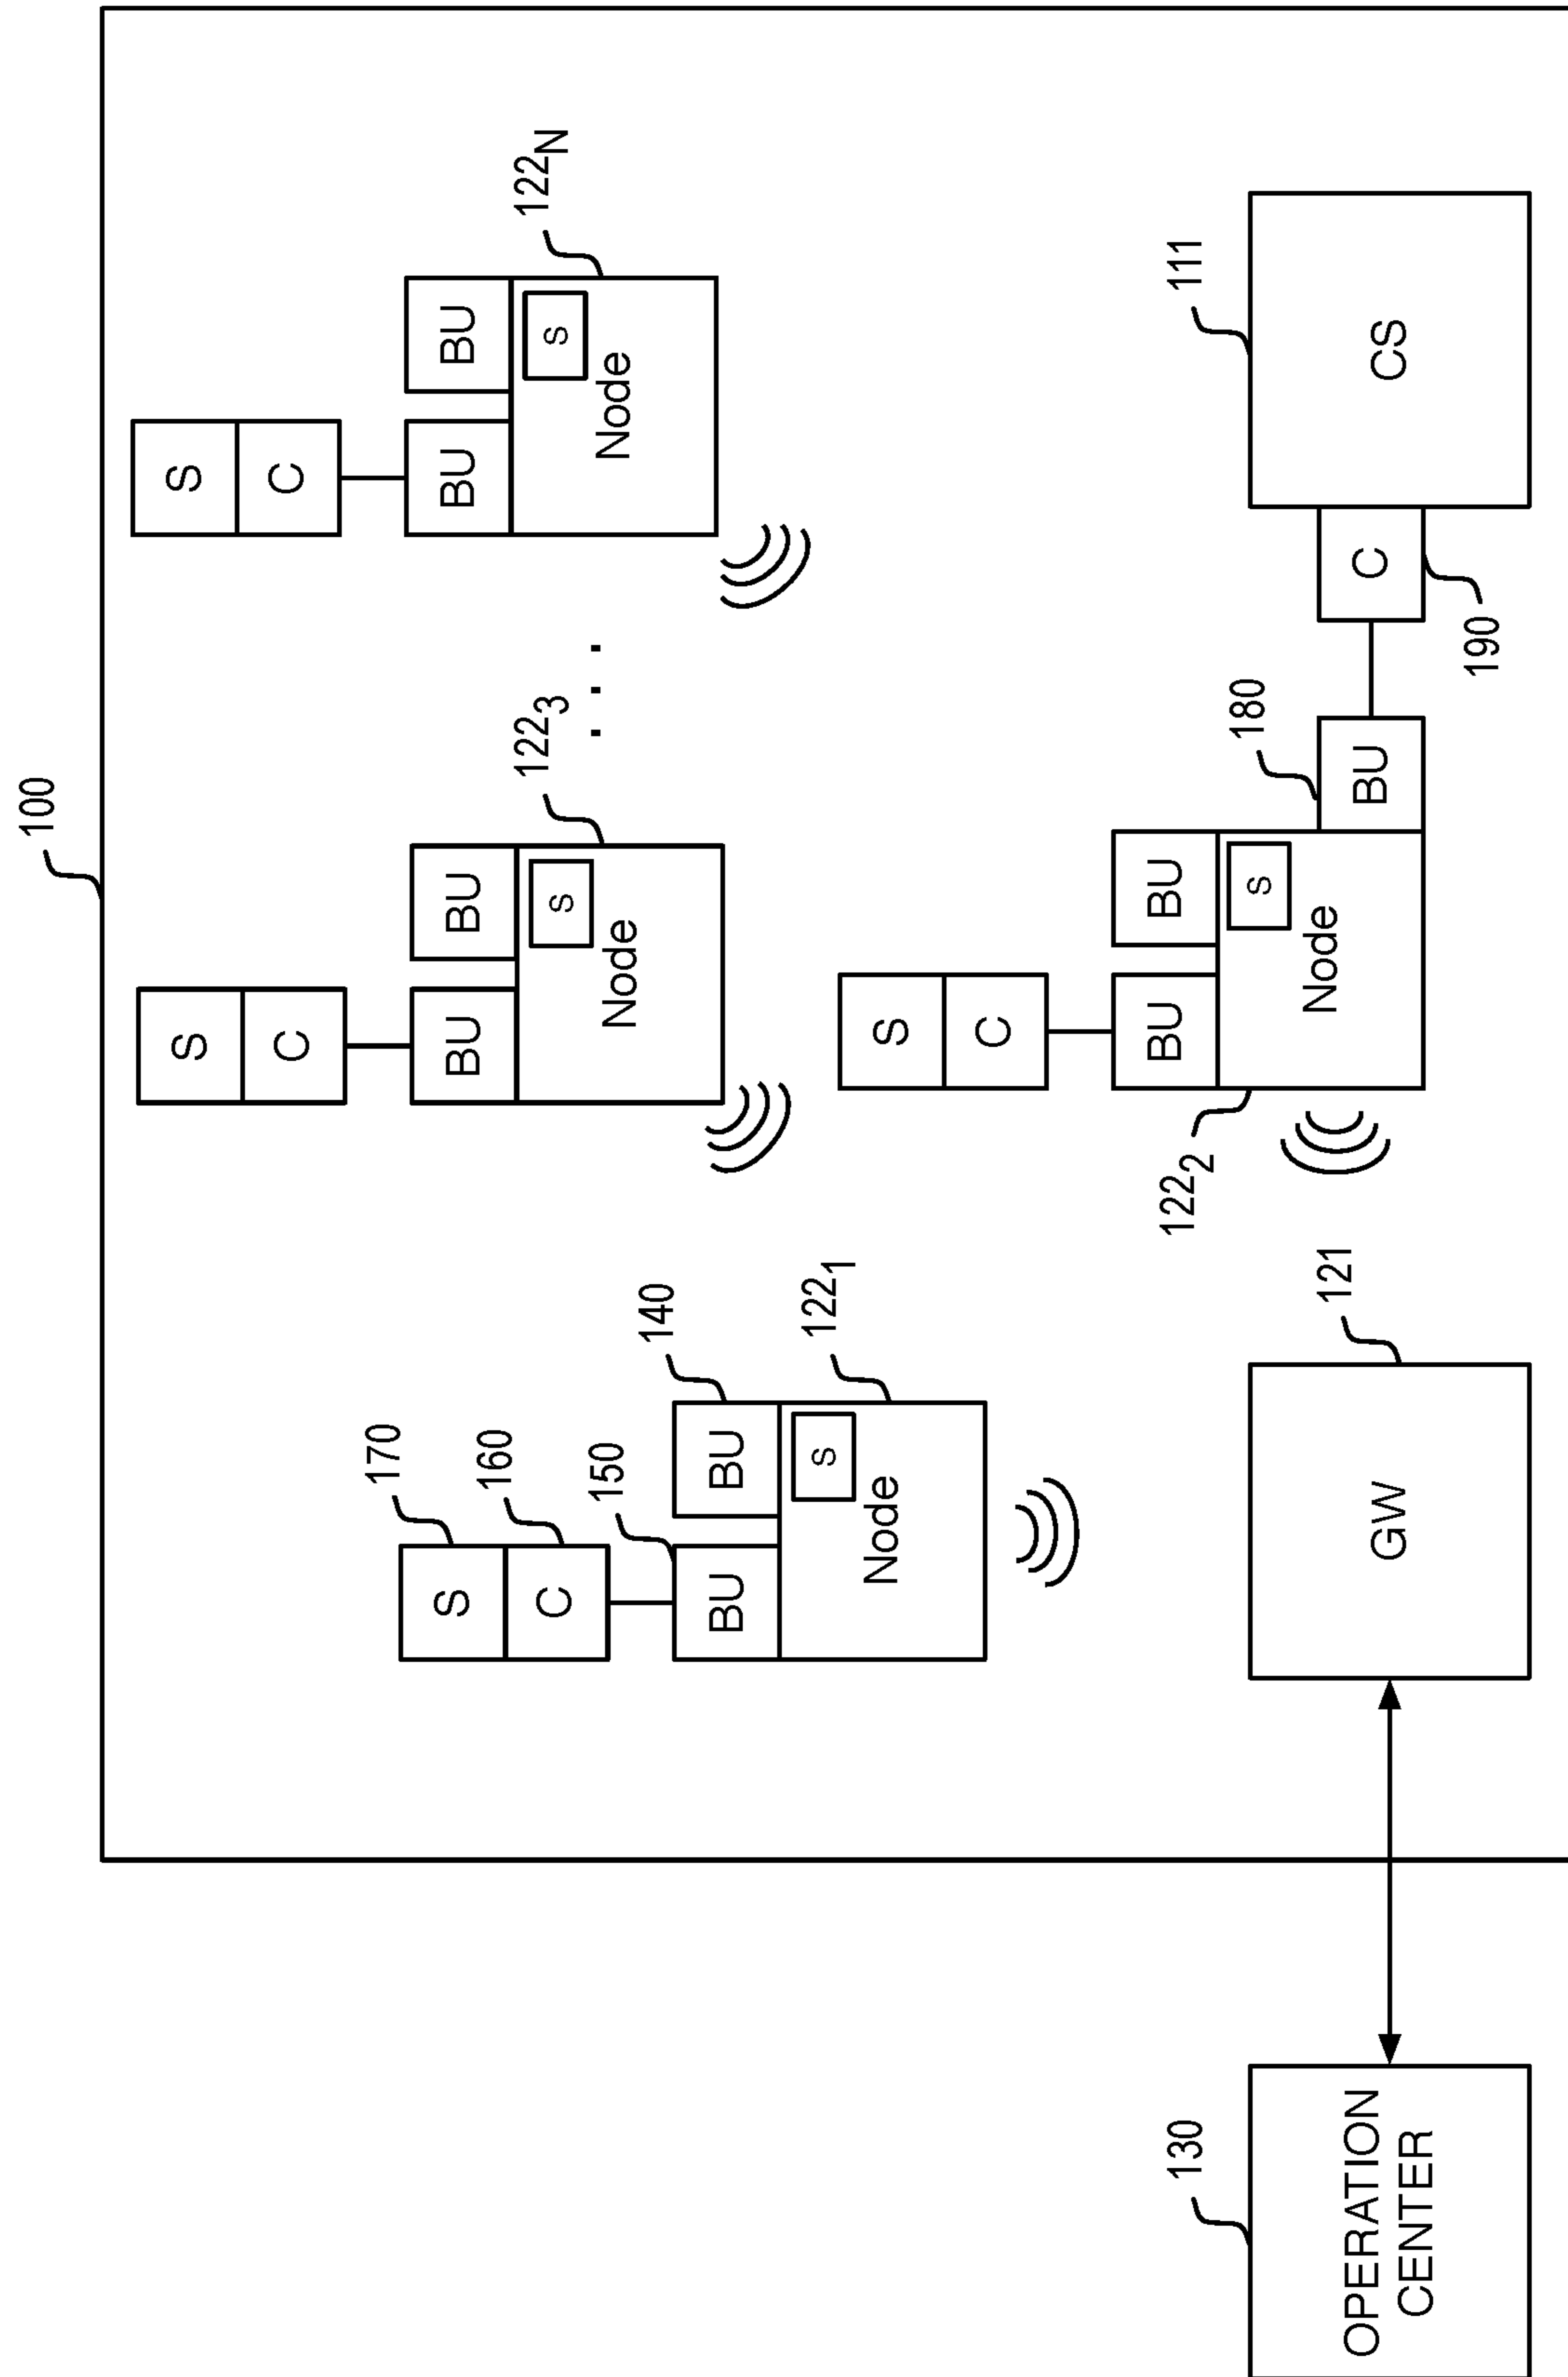 100
S
C
BU
BU
s
Node
122N
S
C
BU
BU
s
Node
1223
. . .
170
S
160
C
150
BU
140
BU
s
Node
1221
S
C
BU
BU
s
Node
1222
180
BU
190
C
111
CS
121
GW
130
OPERATION
CENTER